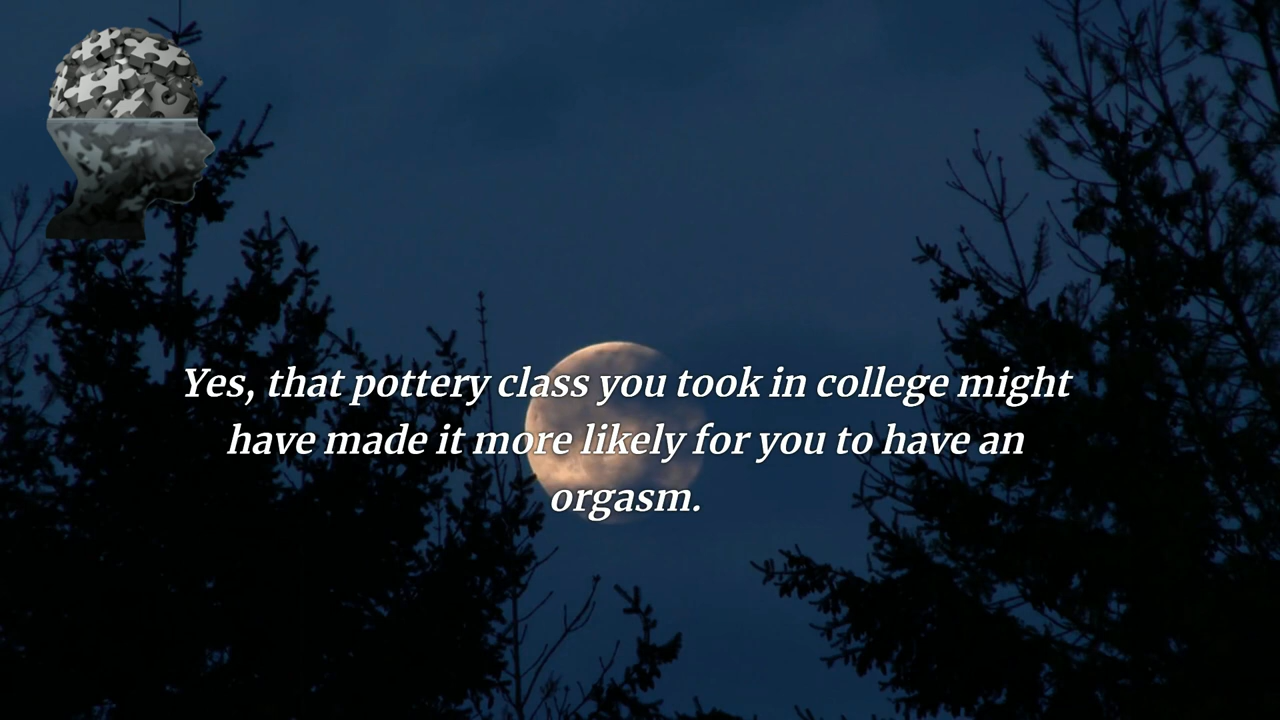 Yes, that pottery class you took in college might
have made it more likely for you to have an
orgasm.